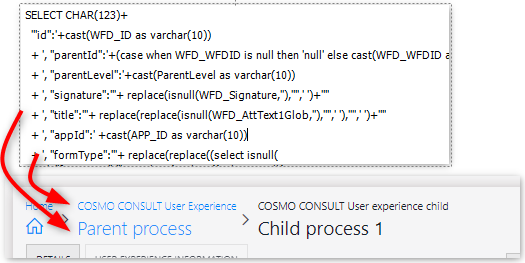 SELECT CHAR(123)+
'"id":'+cast(WFD_ID as varchar(10))
+ ', "parentId":'+(case when WFD_WFDID is null then 'null' else cast(WFD_WFDID a
+ ', "parentLevel":'+cast(ParentLevel as varchar(10))
+ ', "signature":"'+ replace(isnull(WFD_Signature,''),'"',' ')+'"'
+ ', "title":"'+ replace(replace(isnull(WFD_AttText1Glob,''),'"',' '),'"',' ')+'"'
+ ', "appId":' +cast(APP_ID as varchar(10))
+ ', "formType":"'+ replace(replace((select isnull(
Home
COSMO CONSULT User Experience
COSMO CONSULT User experience child
Parent process
Child process 1
DETAILS
USER EXPERIENCE INFORMATION